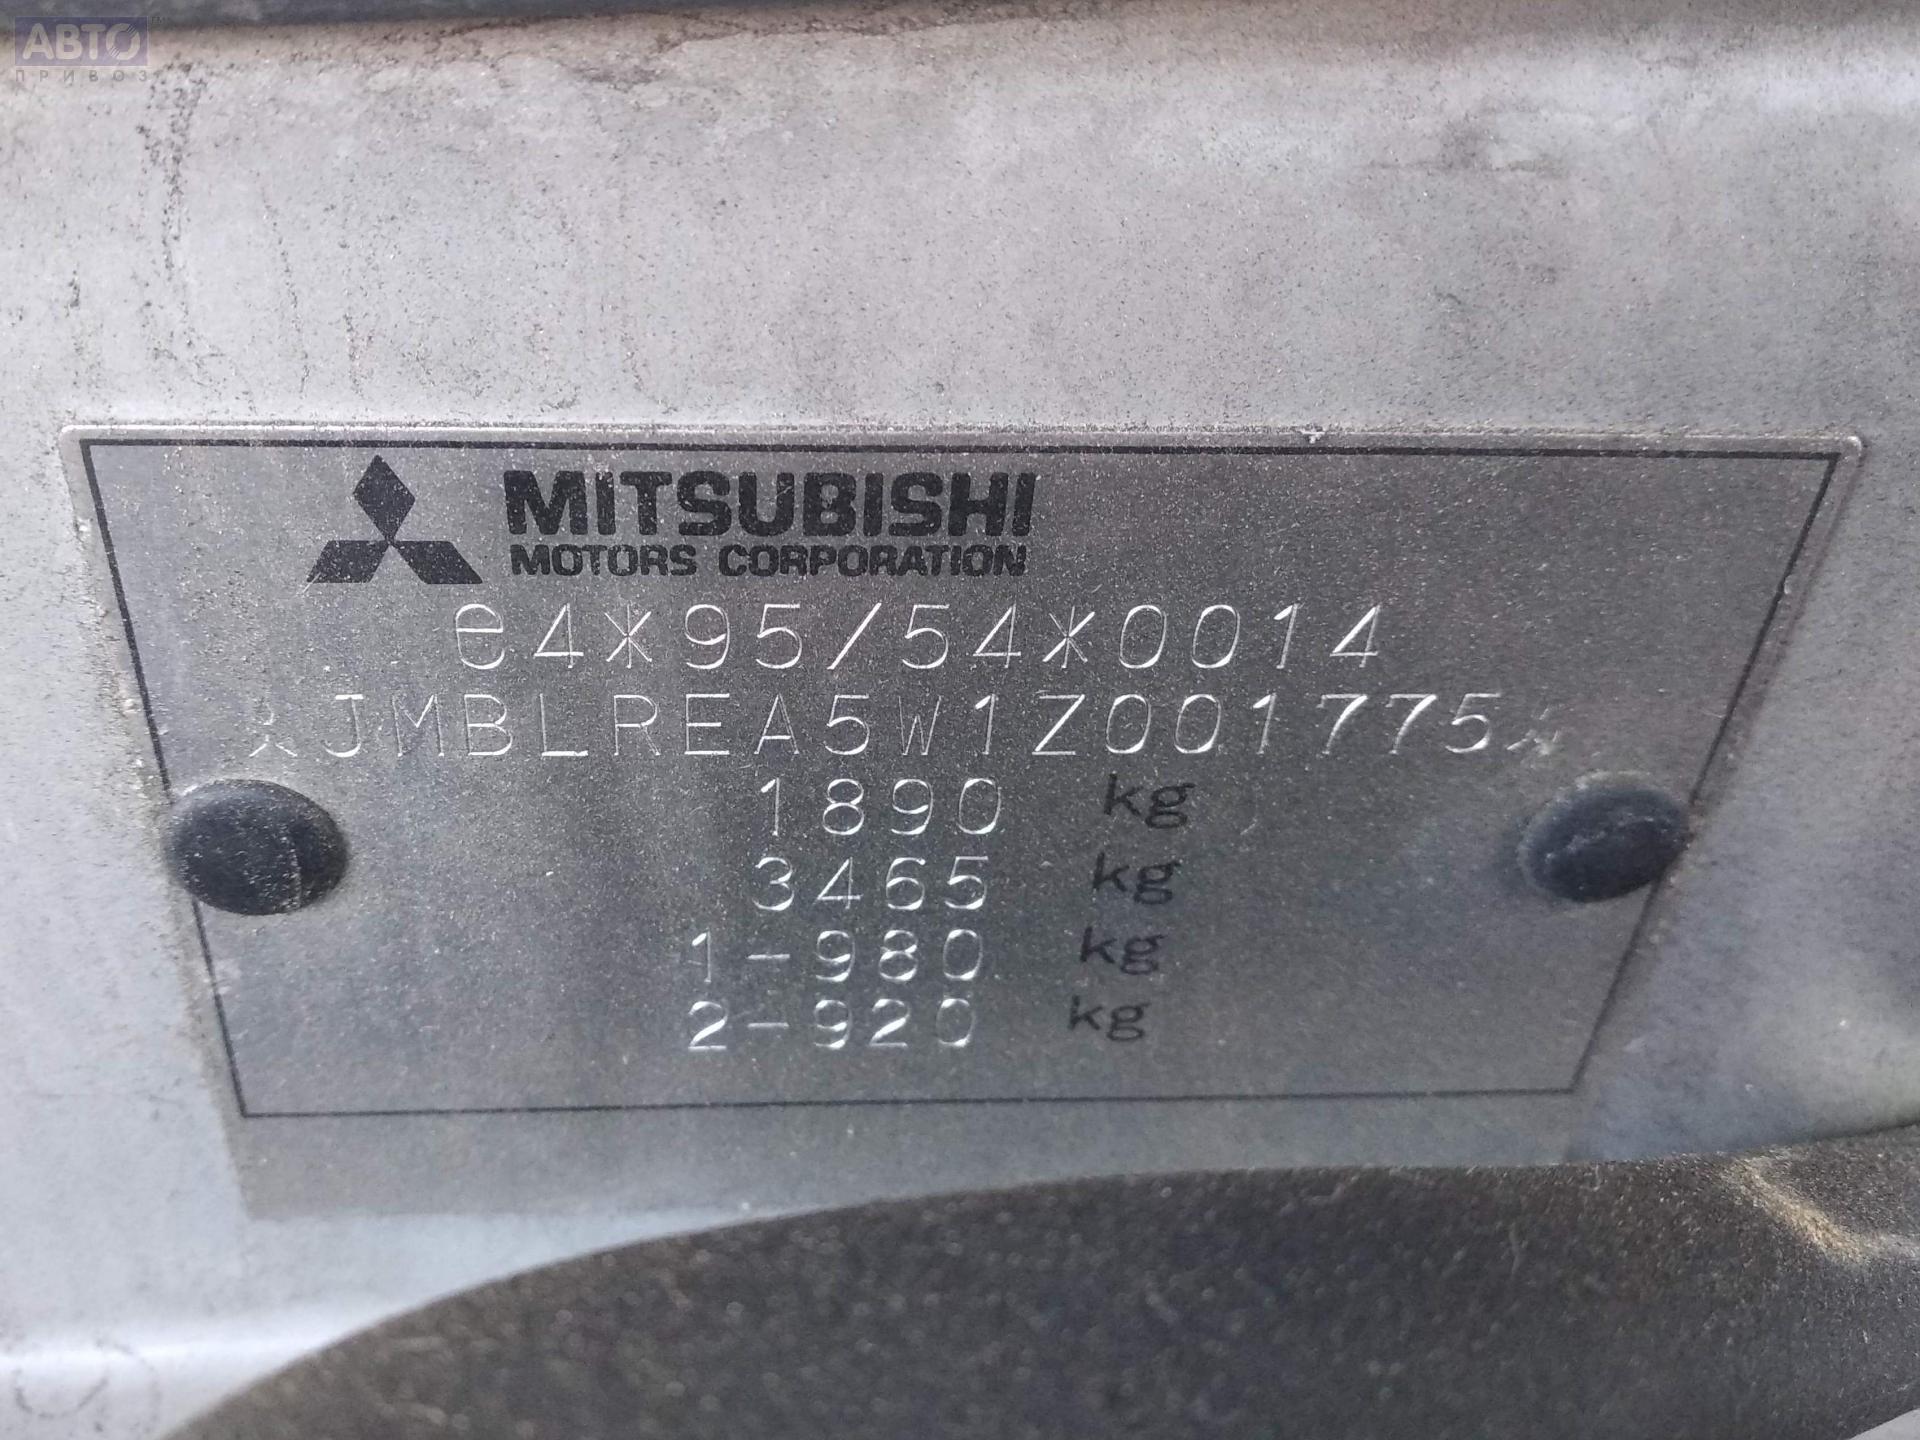 АВТО
ПРИВОЗ
MITSUBISHI
MOTORS CORPORATION
e4*95/54*0014
*JMBLREA5W1Z001775*
1890 kg
3465 kg
1-980 kg
2-920 kg